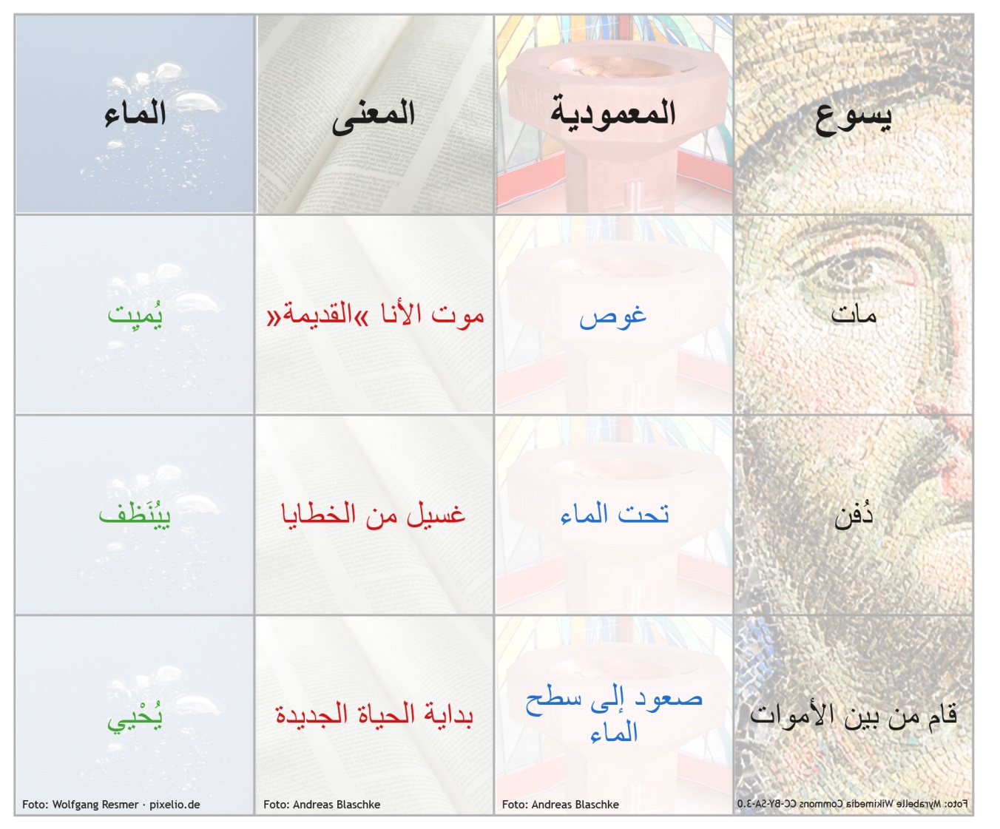 يسوع
المعمودية
المعنى
الماء
مات
غوص
موت الأنا »القديمة«
يُميِت
دُفن
تحت الماء
غسيل من الخطايا
ييُنَظف
قام من بين الأموات
صعود إلى سطح
الماء
بداية الحياة الجديدة
يُحْيي
Foto: Myrabelle Wikimedia Commons CC-BY-SA-3.0
Foto: Andreas Blaschke
Foto: Andreas Blaschke
Foto: Wolfgang Resmer · pixelio.de